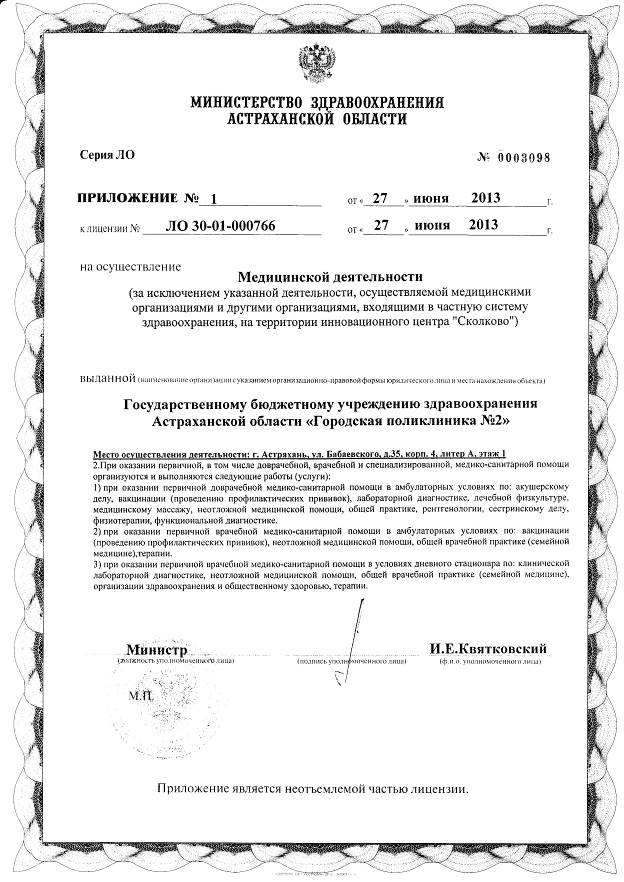 МИНИСТЕРСТВО ЗДРАВООХРАНЕНИЯ
АСТРАХАНСКОЙ ОБЛАСТИ
Серия ЛО
№ 0003098
ПРИЛОЖЕНИЕ № 1 от « 27 » июня 2013 г.
к лицензии № ЛО 30-01-000766 от « 27 » июня 2013 г.
на осуществление
Медицинской деятельности
(за исключением указанной деятельности, осуществляемой медицинскими
организациями и другими организациями, входящими в частную систему
здравоохранения, на территории инновационного центра "Сколково")
выданной (наименование организации с указанием организационно-правовой формы юридического лица и места нахождения объекта)
Государственному бюджетному учреждению здравоохранения
Астраханской области «Городская поликлиника №2»
Место осуществления деятельности: г. Астрахань, ул. Бабаевского, д.35, корп. 4, литер А, этаж 1
2.При оказании первичной, в том числе доврачебной, врачебной и специализированной, медико-санитарной помощи
организуются и выполняются следующие работы (услуги):
1) при оказании первичной доврачебной медико-санитарной помощи в амбулаторных условиях по: акушерскому
делу, вакцинации (проведению профилактических прививок), лабораторной диагностике, лечебной физкультуре,
медицинскому массажу, неотложной медицинской помощи, общей практике, рентгенологии, сестринскому делу,
физиотерапии, функциональной диагностике.
2) при оказании первичной врачебной медико-санитарной помощи в амбулаторных условиях по: вакцинации
(проведению профилактических прививок), неотложной медицинской помощи, общей врачебной практике (семейной
медицине),терапии.
3) при оказании первичной врачебной медико-санитарной помощи в условиях дневного стационара по: клинической
лабораторной диагностике, неотложной медицинской помощи, общей врачебной практике (семейной медицине),
организации здравоохранения и общественному здоровью, терапии.
Министр И.Е.Квятковский
(должность уполномоченного лица) (подпись уполномоченного лица) (ф.и.о. уполномоченного лица)
М.П.
Приложение является неотъемлемой частью лицензии.